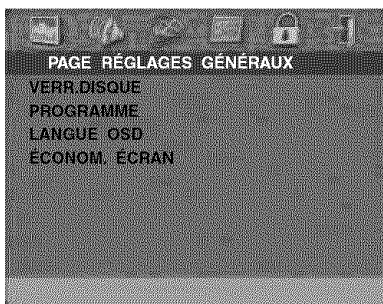 PAGE RÉGLAGES GÉNÉRAUX
VERR.DISQUE
PROGRAMME
LANGUE OSD
ÉCONOM. ÉCRAN